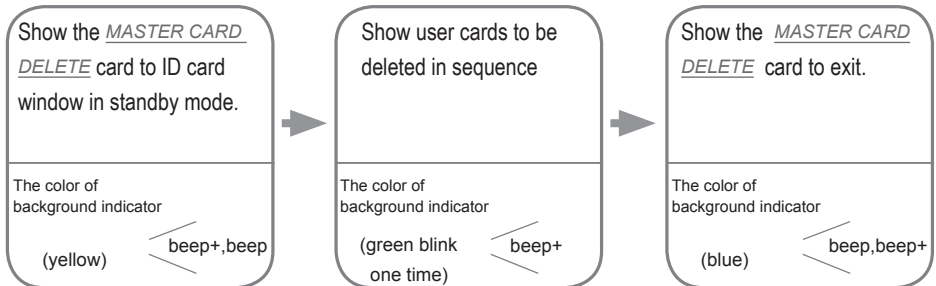 Show the MASTER CARD
DELETE card to ID card
window in standby mode.
The color of
background indicator
(yellow)
beep+,beep
Show user cards to be
deleted in sequence
The color of
background indicator
(green blink
one time)
beep+
Show the MASTER CARD
DELETE card to exit.
The color of
background indicator
(blue)
beep,beep+